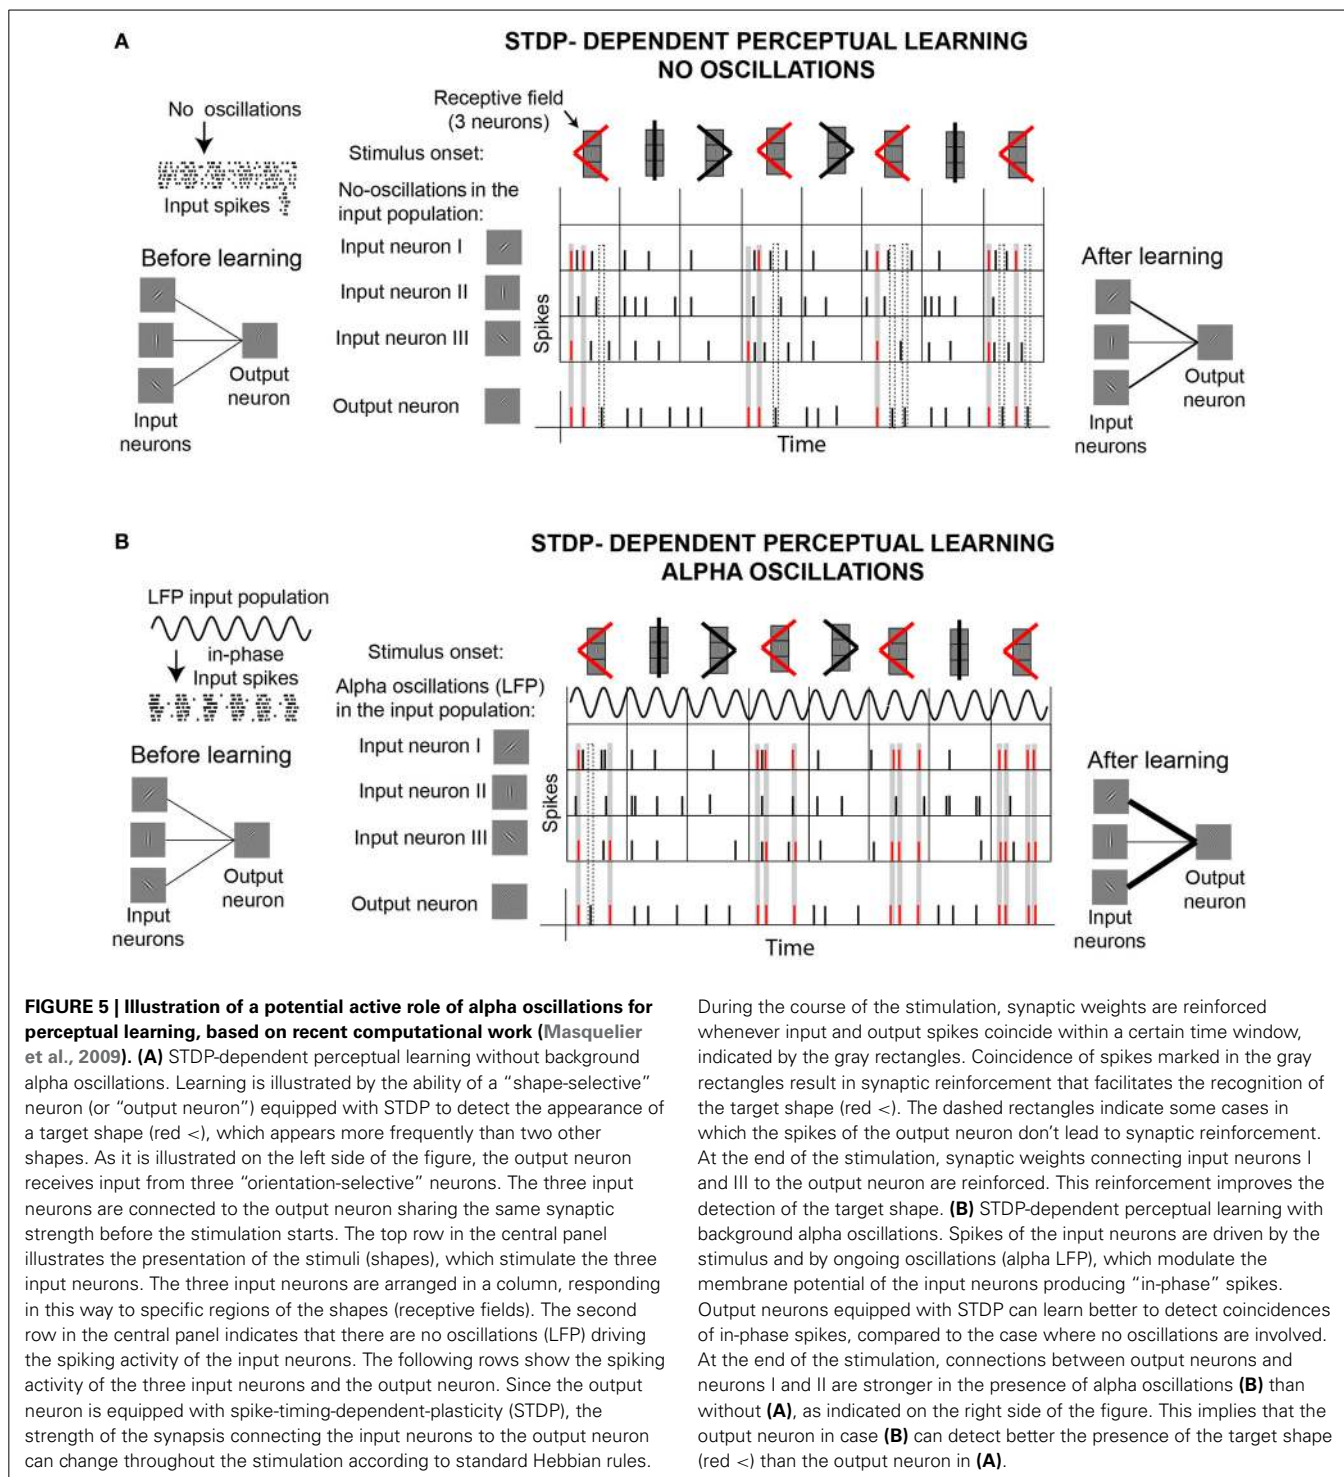 A
STDP- DEPENDENT PERCEPTUAL LEARNING
NO OSCILLATIONS
No oscillations
Input spikes
Before learning
Output
neuron
Input
neurons
Receptive field
(3 neurons)
Stimulus onset:
No-oscillations in the
input population:
Input neuron I
Input neuron II
Input neuron III
Output neuron
Spikes
Time
After learning
Output
neuron
Input
neurons
B
STDP- DEPENDENT PERCEPTUAL LEARNING
ALPHA OSCILLATIONS
LFP input population
in-phase
Input spikes
Before learning
Output
neuron
Input
neurons
Stimulus onset:
Alpha oscillations (LFP)
in the input population:
Input neuron I
Input neuron II
Input neuron III
Output neuron
Spikes
Time
After learning
Output
neuron
Input
neurons
FIGURE 5 | Illustration of a potential active role of alpha oscillations for
perceptual learning, based on recent computational work (Masquelier
et al., 2009). (A) STDP-dependent perceptual learning without background
alpha oscillations. Learning is illustrated by the ability of a “shape-selective”
neuron (or “output neuron”) equipped with STDP to detect the appearance of
a target shape (red <), which appears more frequently than two other
shapes. As it is illustrated on the left side of the figure, the output neuron
receives input from three “orientation-selective” neurons. The three input
neurons are connected to the output neuron sharing the same synaptic
strength before the stimulation starts. The top row in the central panel
illustrates the presentation of the stimuli (shapes), which stimulate the three
input neurons. The three input neurons are arranged in a column, responding
in this way to specific regions of the shapes (receptive fields). The second
row in the central panel indicates that there are no oscillations (LFP) driving
the spiking activity of the input neurons. The following rows show the spiking
activity of the three input neurons and the output neuron. Since the output
neuron is equipped with spike-timing-dependent-plasticity (STDP), the
strength of the synapsis connecting the input neurons to the output neuron
can change throughout the stimulation according to standard Hebbian rules.
During the course of the stimulation, synaptic weights are reinforced
whenever input and output spikes coincide within a certain time window,
indicated by the gray rectangles. Coincidence of spikes marked in the gray
rectangles result in synaptic reinforcement that facilitates the recognition of
the target shape (red <). The dashed rectangles indicate some cases in
which the spikes of the output neuron don’t lead to synaptic reinforcement.
At the end of the stimulation, synaptic weights connecting input neurons I
and III to the output neuron are reinforced. This reinforcement improves the
detection of the target shape. (B) STDP-dependent perceptual learning with
background alpha oscillations. Spikes of the input neurons are driven by the
stimulus and by ongoing oscillations (alpha LFP), which modulate the
membrane potential of the input neurons producing “in-phase” spikes.
Output neurons equipped with STDP can learn better to detect coincidences
of in-phase spikes, compared to the case where no oscillations are involved.
At the end of the stimulation, connections between output neurons and
neurons I and II are stronger in the presence of alpha oscillations (B) than
without (A), as indicated on the right side of the figure. This implies that the
output neuron in case (B) can detect better the presence of the target shape
(red <) than the output neuron in (A).